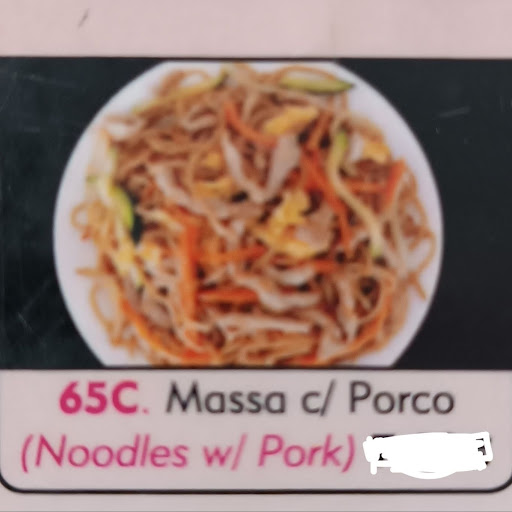 65C. Massa c/ Porco
(Noodles w/ Pork)